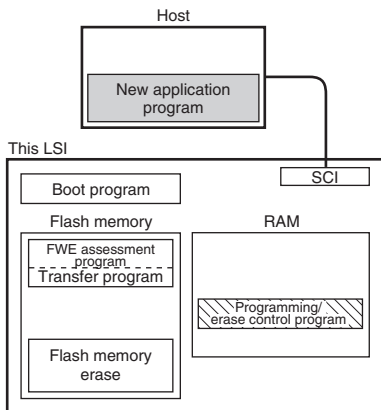 Host
New application
program
This LSI
SCI
Boot program
Flash memory
RAM
FWE assessment
program
Transfer program
Programming/
erase control program
Flash memory
erase